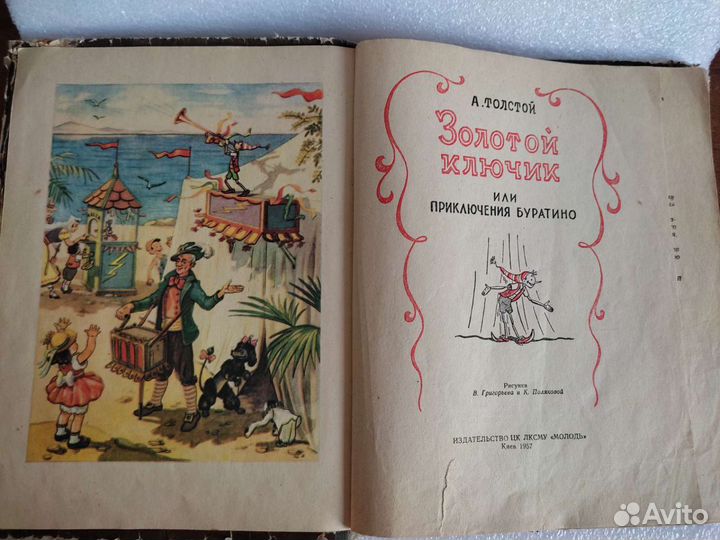 А. ТОЛСТОЙ
ЗОЛОТОЙ
КЛЮЧИК
ИЛИ
ПРИКЛЮЧЕНИЯ БУРАТИНО
Рисунки
В. Григорьева и К. Поляковой
ИЗДАТЕЛЬСТВО ЦК ЛКСМУ «МОЛОДЬ»
Киев 1957
Avito